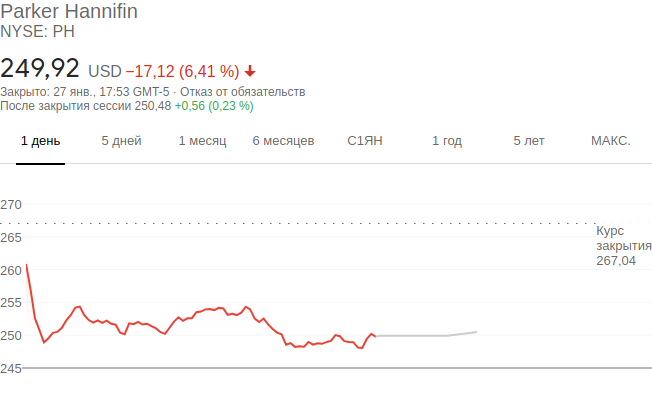 Parker Hannifin
NYSE: PH
249,92 USD −17,12 (6,41 %)
Закрыто: 27 янв., 17:53 GMT-5 · Отказ от обязательств
После закрытия сессии 250,48 +0,56 (0,23 %)
1 день 5 дней 1 месяц 6 месяцев С1ЯН 1 год 5 лет МАКС.
270
Курс
закрытия
267,04
265
260
255
250
245